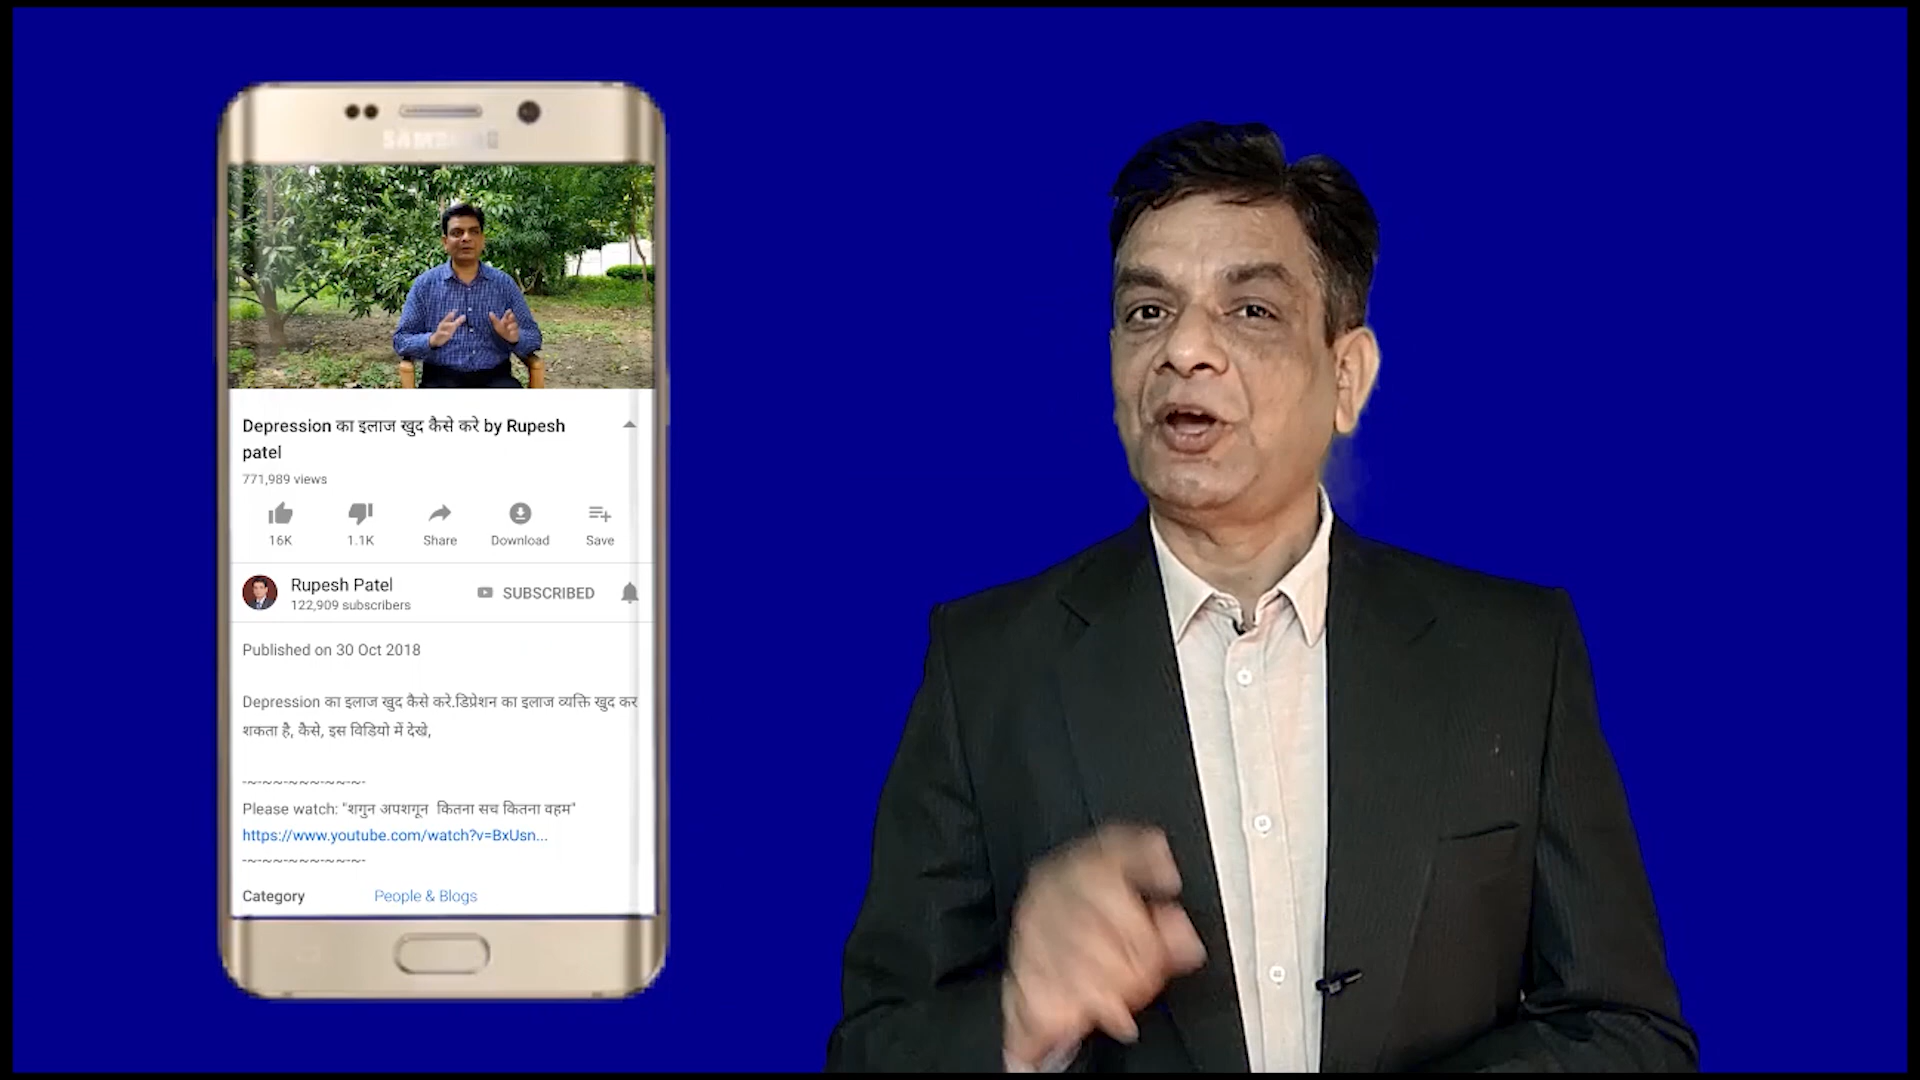 SAMSUNG
Depression का इलाज खुद कैसे करे by Rupesh
patel
771,989 views
16K 1.1K Share Download Save
Rupesh Patel
122,909 subscribers
SUBSCRIBED
Published on 30 Oct 2018
Depression का इलाज खुद कैसे करे.डिप्रेशन का इलाज व्यक्ति खुद कर
शकता है, कैसे, इस विडियो में देखे,
-~-~~-~~~-~~-~-
Please watch: "शगुन अपशगून  कितना सच कितना वहम"
https://www.youtube.com/watch?v=BxUsn...
-~-~~-~~~-~~-~-
Category People & Blogs